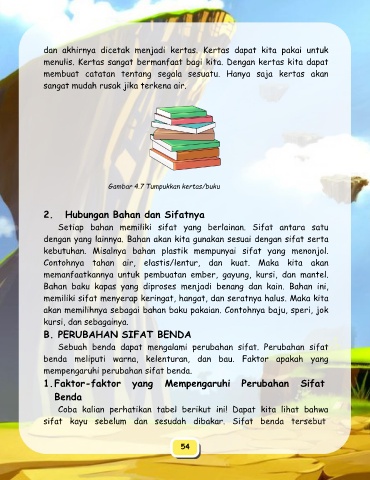 dan akhirnya dicetak menjadi kertas. Kertas dapat kita pakai untuk
menulis. Kertas sangat bermanfaat bagi kita. Dengan kertas kita dapat
membuat catatan tentang segala sesuatu. Hanya saja kertas akan
sangat mudah rusak jika terkena air.
Gambar 4.7 Tumpukkan kertas/buku
2. Hubungan Bahan dan Sifatnya
Setiap bahan memiliki sifat yang berlainan. Sifat antara satu
dengan yang lainnya. Bahan akan kita gunakan sesuai dengan sifat serta
kebutuhan. Misalnya bahan plastik mempunyai sifat yang menonjol.
Contohnya tahan air, elastis/lentur, dan kuat. Maka kita akan
memanfaatkannya untuk pembuatan ember, gayung, kursi, dan mantel.
Bahan baku kapas yang diproses menjadi benang dan kain. Bahan ini,
memiliki sifat menyerap keringat, hangat, dan seratnya halus. Maka kita
akan memilihnya sebagai bahan baku pakaian. Contohnya baju, speri, jok
kursi, dan sebagainya.
B. PERUBAHAN SIFAT BENDA
Sebuah benda dapat mengalami perubahan sifat. Perubahan sifat
benda meliputi warna, kelenturan, dan bau. Faktor apakah yang
mempengaruhi perubahan sifat benda.
1. Faktor-faktor yang Mempengaruhi Perubahan Sifat
Benda
Coba kalian perhatikan tabel berikut ini! Dapat kita lihat bahwa
sifat kayu sebelum dan sesudah dibakar. Sifat benda tersebut
54